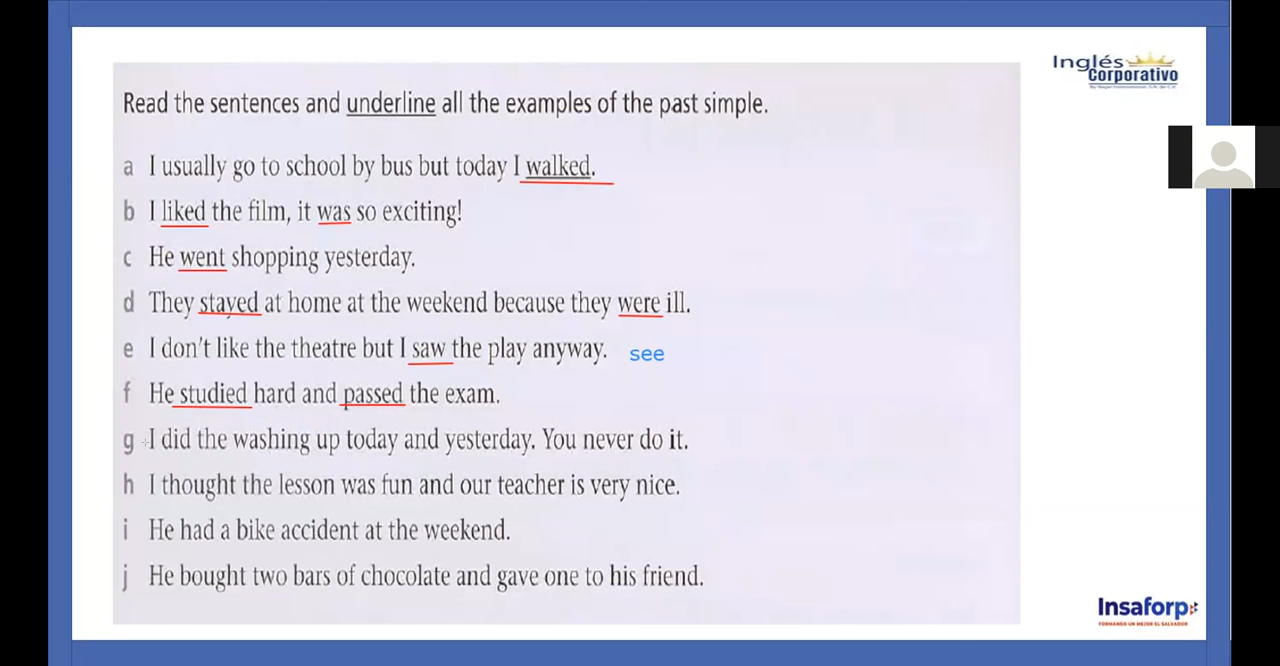 Inglés
Corporativo
Read the sentences and underline all the examples of the past simple.
a I usually go to school by bus but today I walked.
b I liked the film, it was so exciting!
c He went shopping yesterday.
d They stayed at home at the weekend because they were ill.
e I don't like the theatre but I saw the play anyway. see
f He studied hard and passed the exam.
g I did the washing up today and yesterday. You never do it.
h I thought the lesson was fun and our teacher is very nice.
i He had a bike accident at the weekend.
j He bought two bars of chocolate and gave one to his friend.
Insaforp
FORMANDO UN MEJOR EL SALVADOR